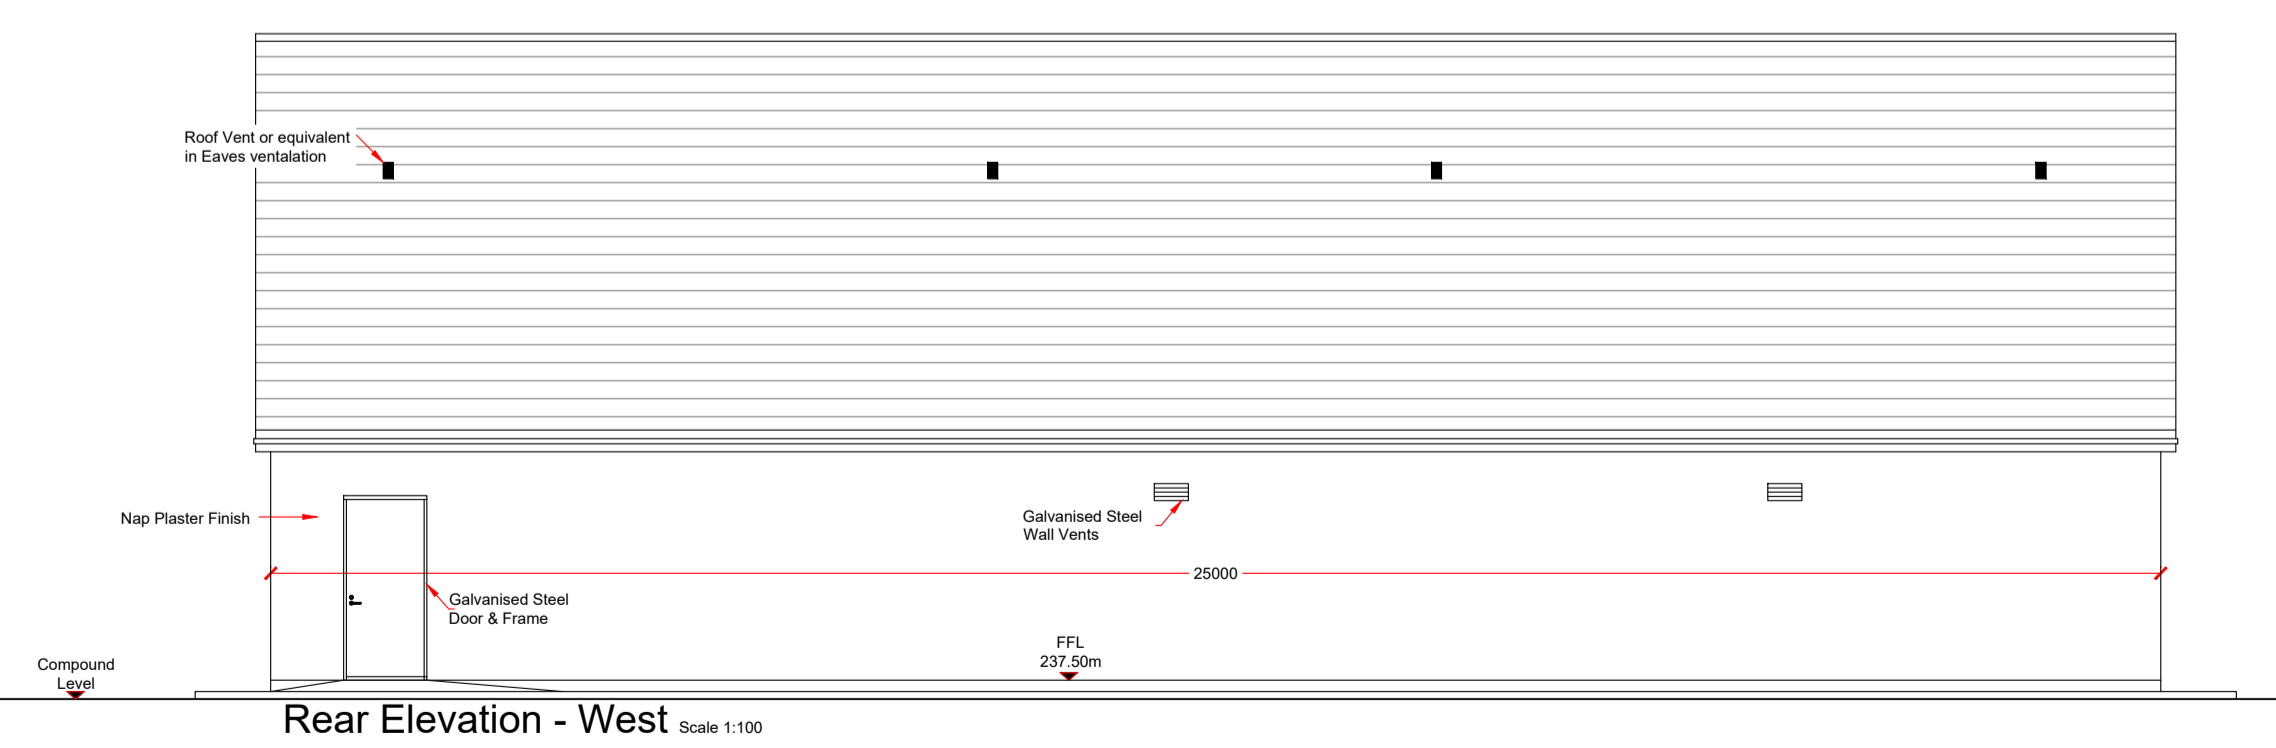 Roof Vent or equivalent
in Eaves ventalation
Nap Plaster Finish
Galvanised Steel
Wall Vents
25000
Galvanised Steel
Door & Frame
FFL
237.50m
Compound
Level
Rear Elevation - West Scale 1:100